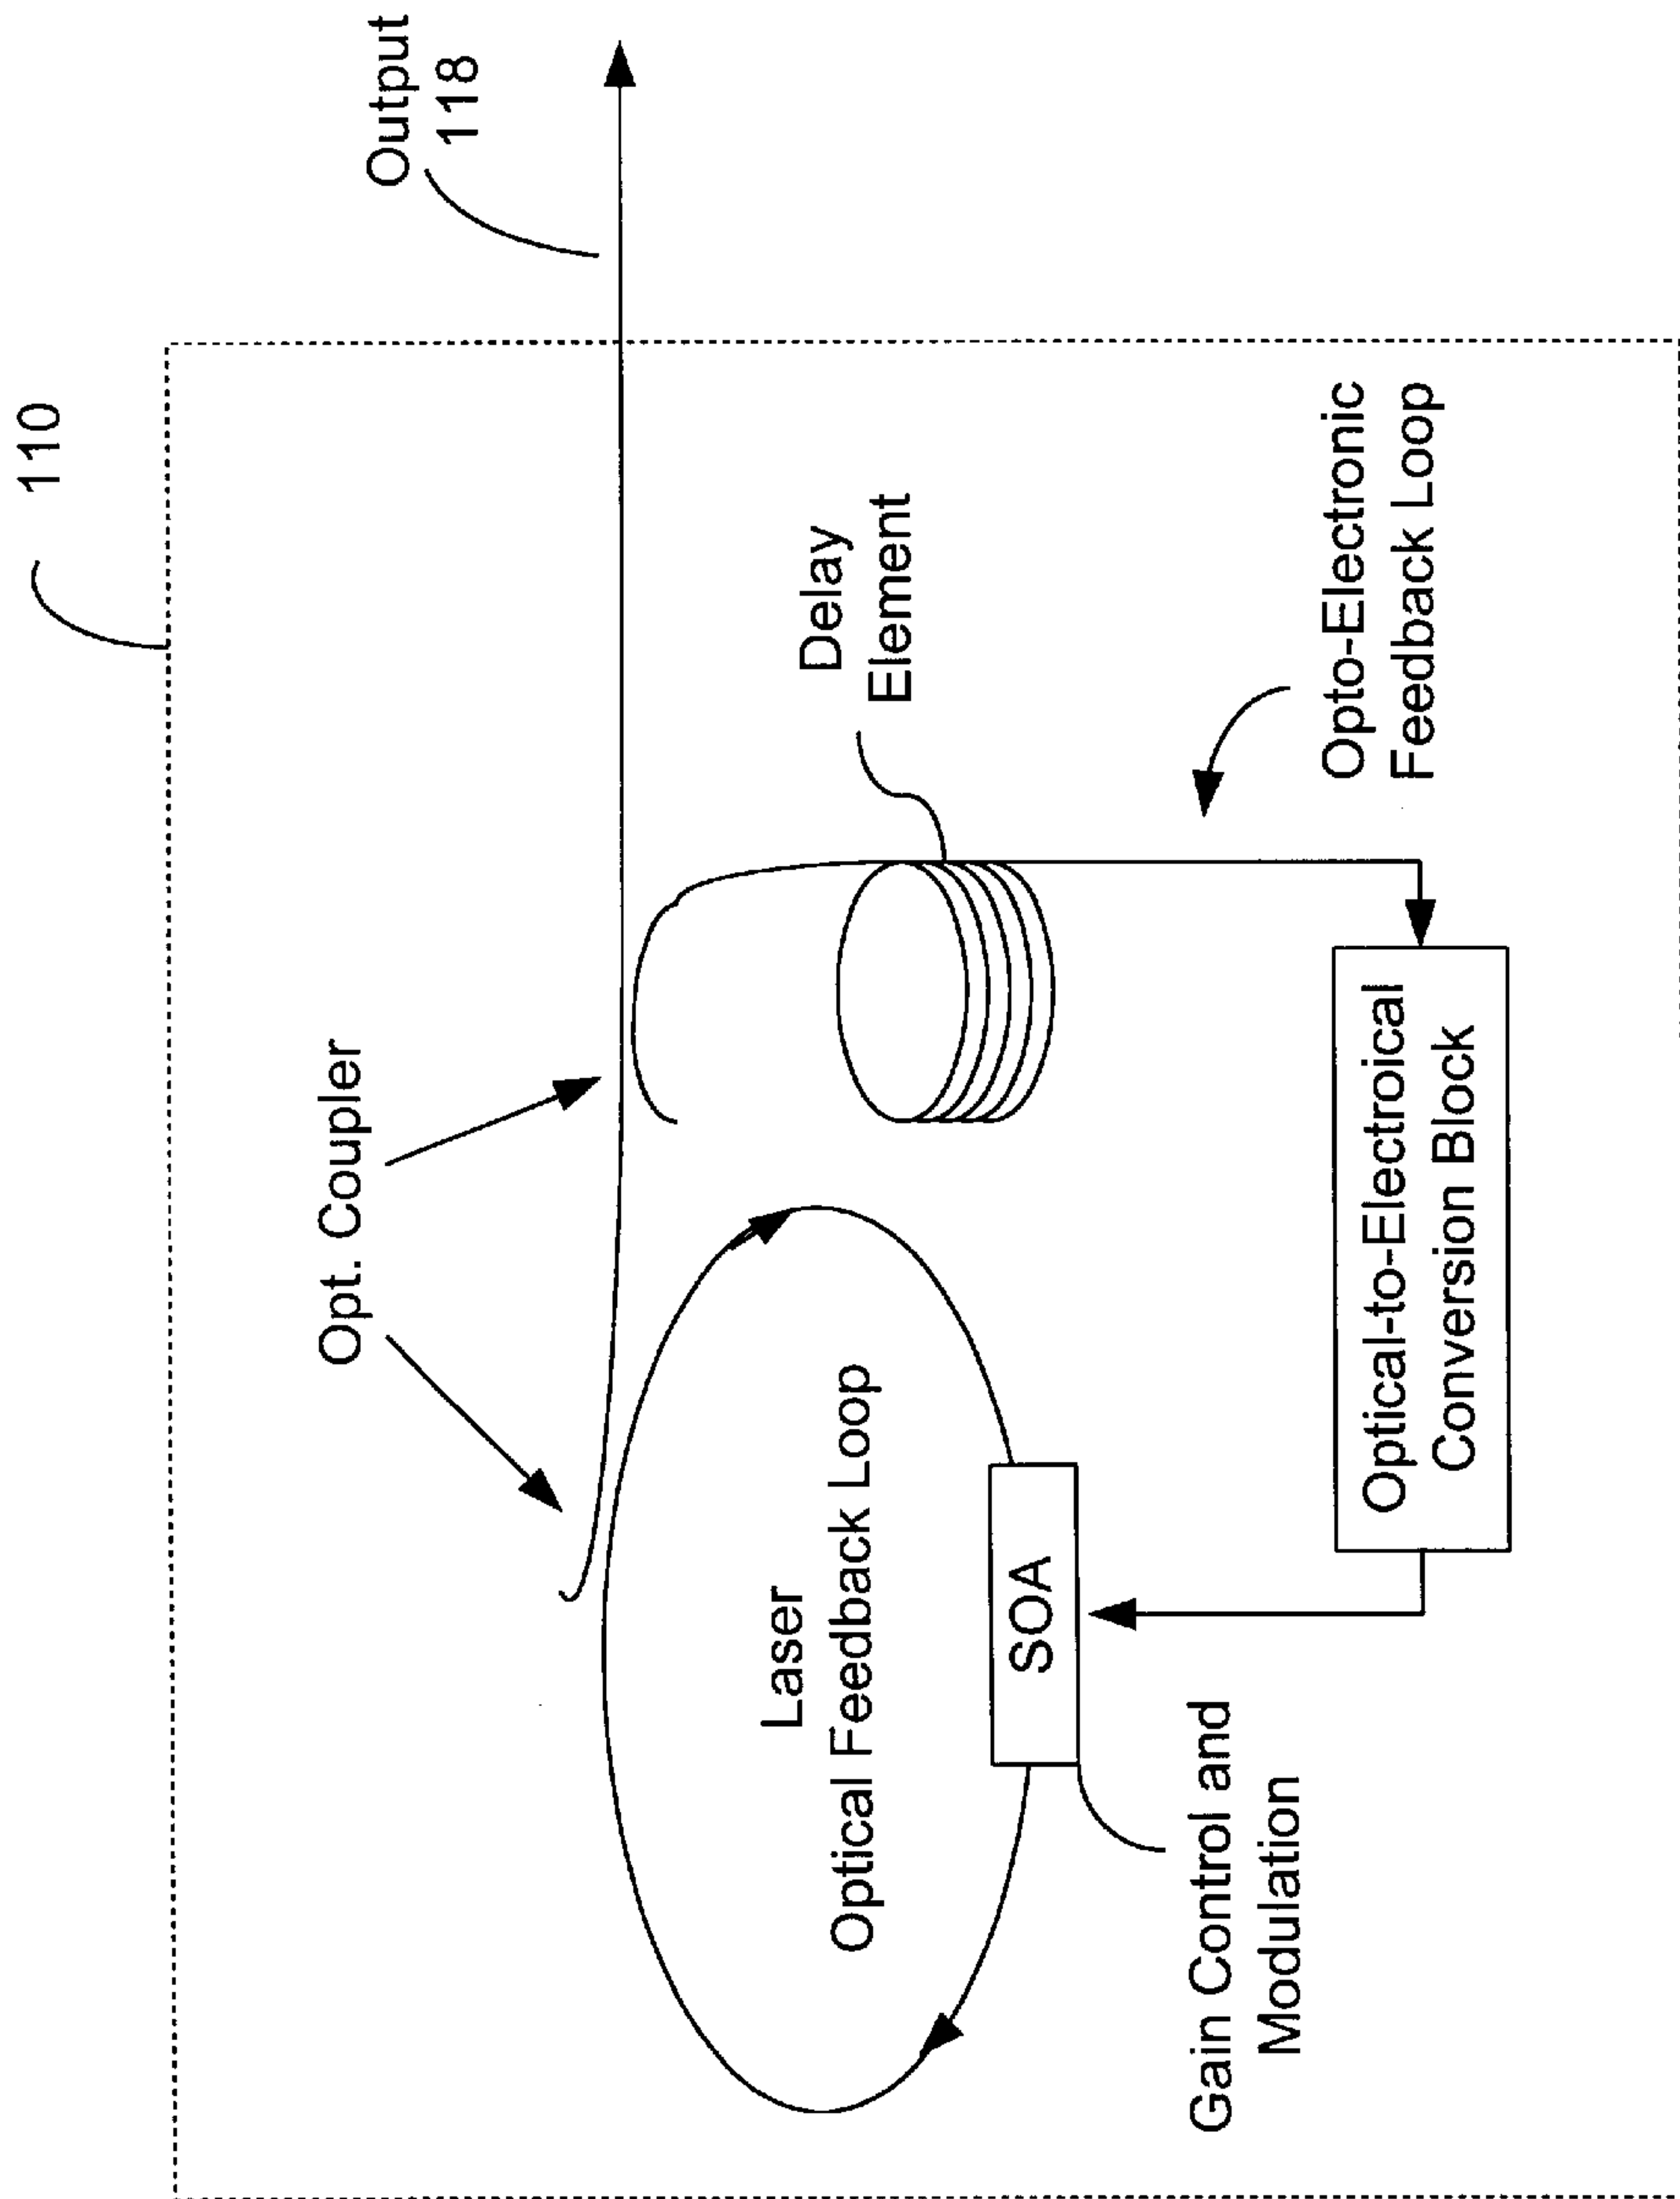 110
Output
118
Opt. Coupler
Delay
Element
Laser
Optical Feedback Loop
SOA
Gain Control and
Modulation
Opto-Electronic
Feedback Loop
Optical-to-Electroical
Conversion Block